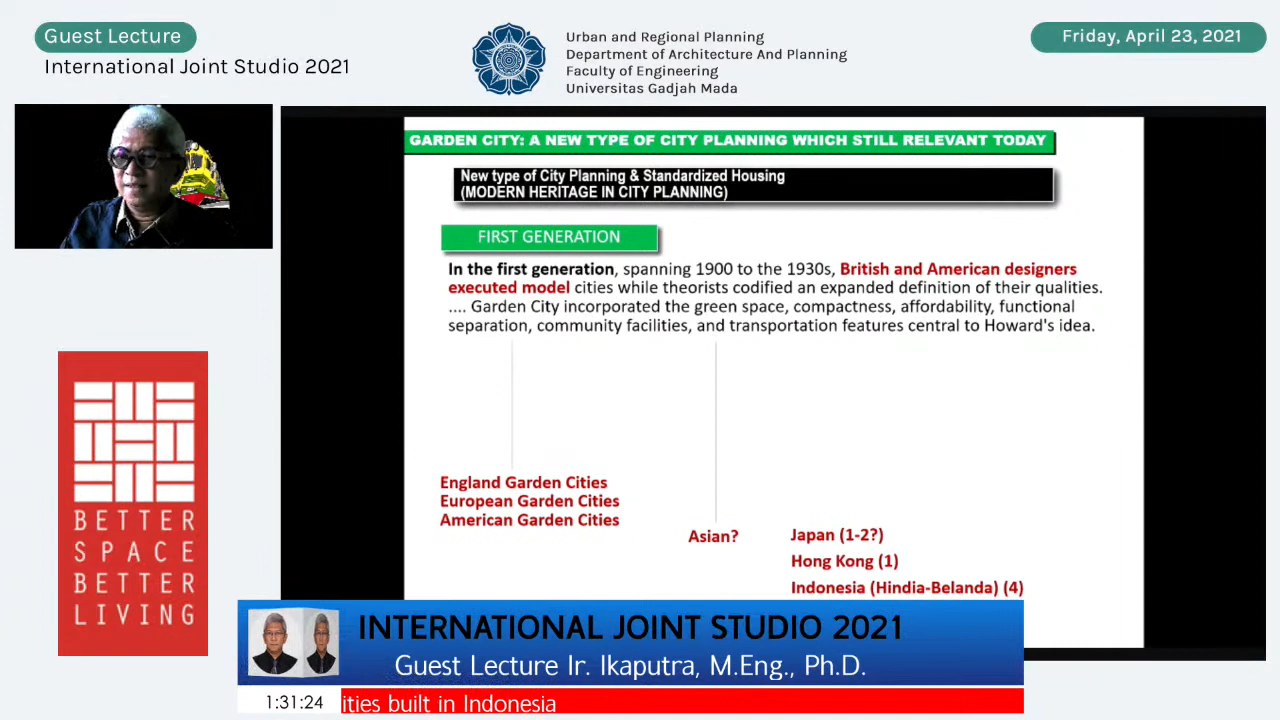 Guest Lecture
International Joint Studio 2021
Urban and Regional Planning
Department of Architecture And Planning
Faculty of Engineering
Universitas Gadjah Mada
Friday, April 23, 2021
GARDEN CITY: A NEW TYPE OF CITY PLANNING WHICH STILL RELEVANT TODAY
New type of City Planning & Standardized Housing
(MODERN HERITAGE IN CITY PLANNING)
FIRST GENERATION
In the first generation, spanning 1900 to the 1930s, British and American designers
executed model cities while theorists codified an expanded definition of their qualities.
.... Garden City incorporated the green space, compactness, affordability, functional
separation, community facilities, and transportation features central to Howard's idea.
England Garden Cities
European Garden Cities
American Garden Cities
Asian?
Japan (1-2?)
Hong Kong (1)
Indonesia (Hindia-Belanda) (4)
BETTER
SPACE
BETTER
LIVING
INTERNATIONAL JOINT STUDIO 2021
Guest Lecture Ir. Ikaputra, M.Eng., Ph.D.
1:31:24
ities built in Indonesia